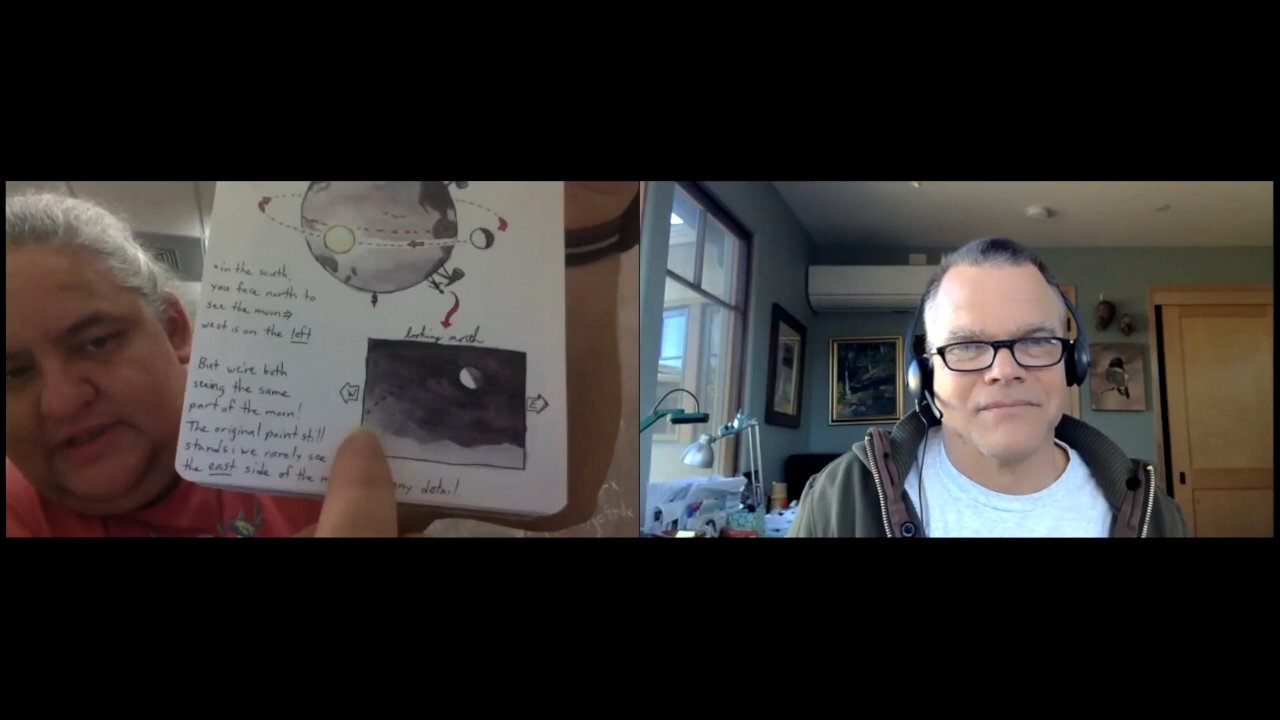 • in the south,
you face north to
see the moon⇒
west is on the left
looking north
W
E
But we're both
seeing the same
part of the moon!
The original point still
stands: we rarely see
the east side of the
any detail.